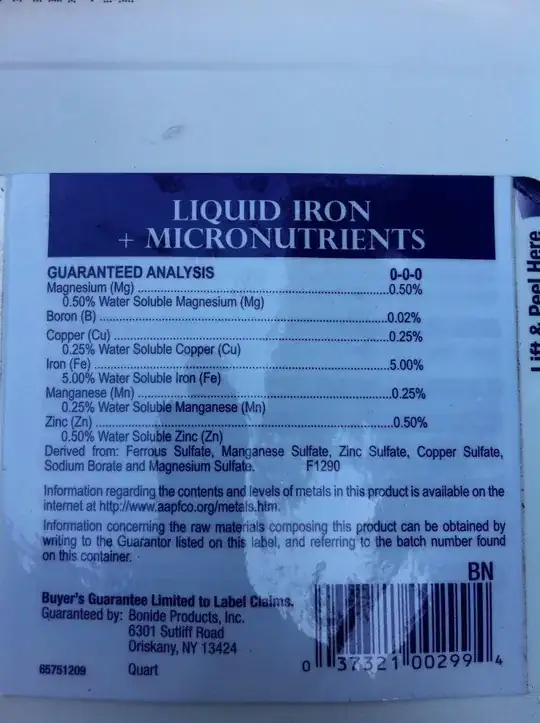 LIQUID IRON
+ MICRONUTRIENTS
GUARANTEED ANALYSIS 0-0-0
Magnesium (Mg) ........................................................0.50%
0.50% Water Soluble Magnesium (Mg)
Boron (B) ..................................................................0.02%
Copper (Cu) ..............................................................0.25%
0.25% Water Soluble Copper (Cu)
Iron (Fe) ....................................................................5.00%
5.00% Water Soluble Iron (Fe)
Manganese (Mn) ........................................................0.25%
0.25% Water Soluble Manganese (Mn)
Zinc (Zn) ...................................................................0.50%
0.50% Water Soluble Zinc (Zn)
Derived from: Ferrous Sulfate, Manganese Sulfate, Zinc Sulfate, Copper Sulfate,
Sodium Borate and Magnesium Sulfate. F1290
Information regarding the contents and levels of metals in this product is available on the
internet at http://www.aapfco.org/metals.htm.
Information concerning the raw materials composing this product can be obtained by
writing to the Guarantor listed on this label, and referring to the batch number found
on this container.
BN
Buyer's Guarantee Limited to Label Claims.
Guaranteed by: Bonide Products, Inc.
6301 Sutliff Road
Oriskany, NY 13424
65751209 Quart
0 37321 00299 4
Lift & Peel Here